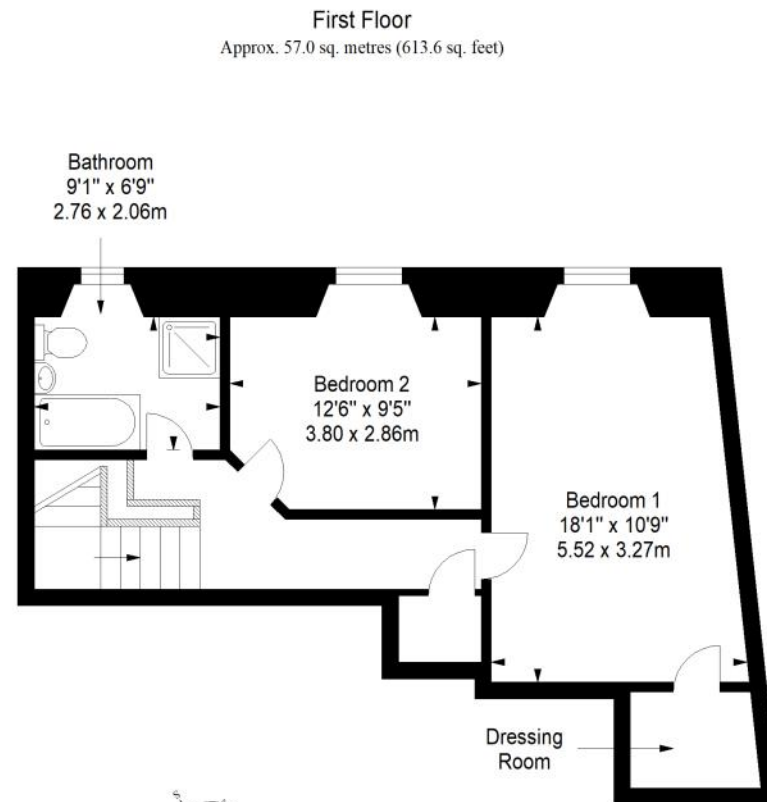 First Floor
Approx. 57.0 sq. metres (613.6 sq. feet)
Bathroom
9'1" x 6'9"
2.76 x 2.06m
Bedroom 2
12'6" x 9'5"
3.80 x 2.86m
Bedroom 1
18'1" x 10'9"
5.52 x 3.27m
Dressing
Room
S